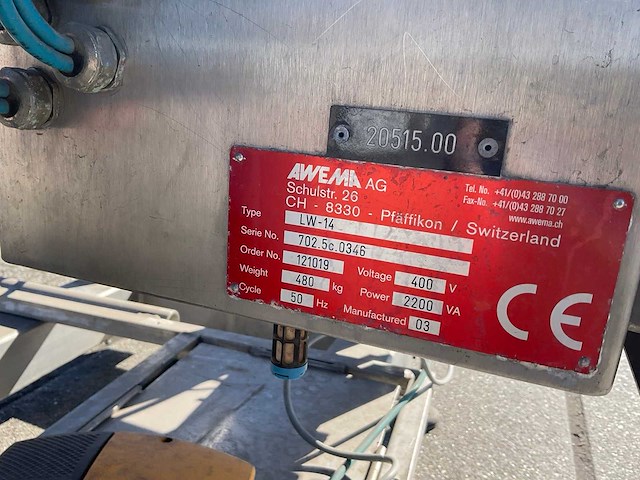 20515.00
AWEMA AG
Schulstr. 26
CH - 8330 - Pfäffikon / Switzerland
Tel. No. +41/(0)43 288 70 00
Fax-No. +41/(0)43 288 70 27
www.awema.ch
Type LW-14
Serie No. 702.5c.0346
Order No. 121019 Voltage 400 V
Weight 480 kg Power 2200 VA
Cycle 50 Hz Manufactured 03
CE